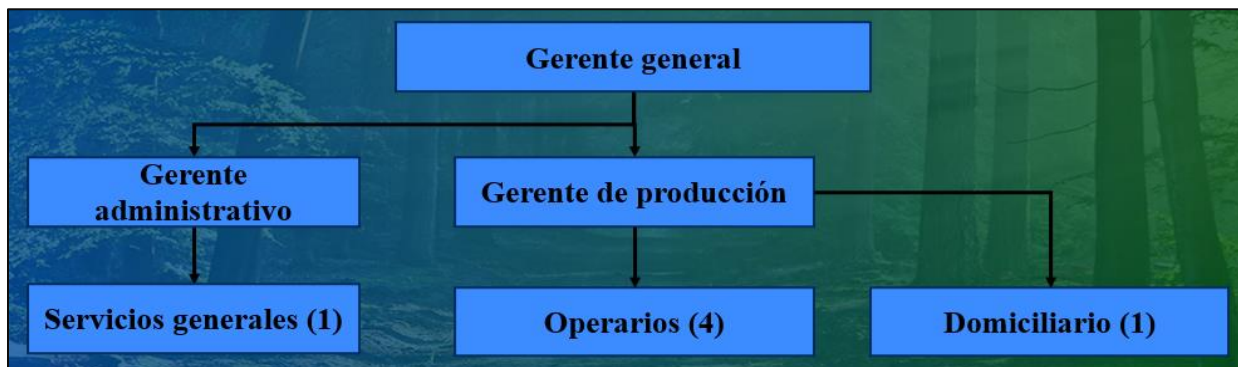 Gerente general
Gerente
administrativo
Gerente de producción
Servicios generales (1)
Operarios (4)
Domiciliario (1)